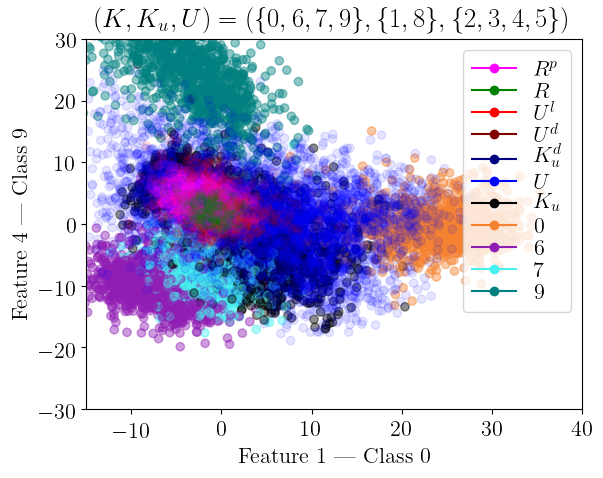 (K, K_u, U) = ({0, 6, 7, 9}, {1, 8}, {2, 3, 4, 5})
30
20
10
0
−10
−20
−30
Feature 4 — Class 9
R^p
R
U^l
U^d
K_u^d
U
K_u
0
6
7
9
−10
0
10
20
30
40
Feature 1 — Class 0